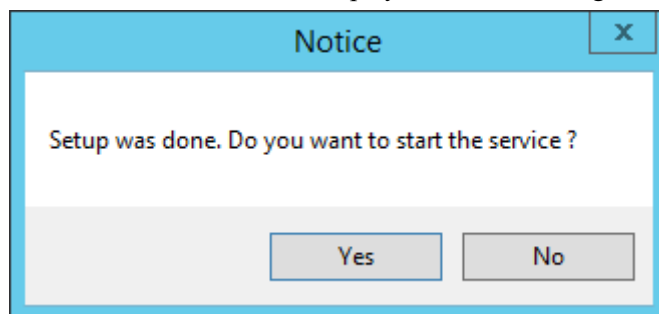 Notice
x
Setup was done. Do you want to start the service ?
Yes
No